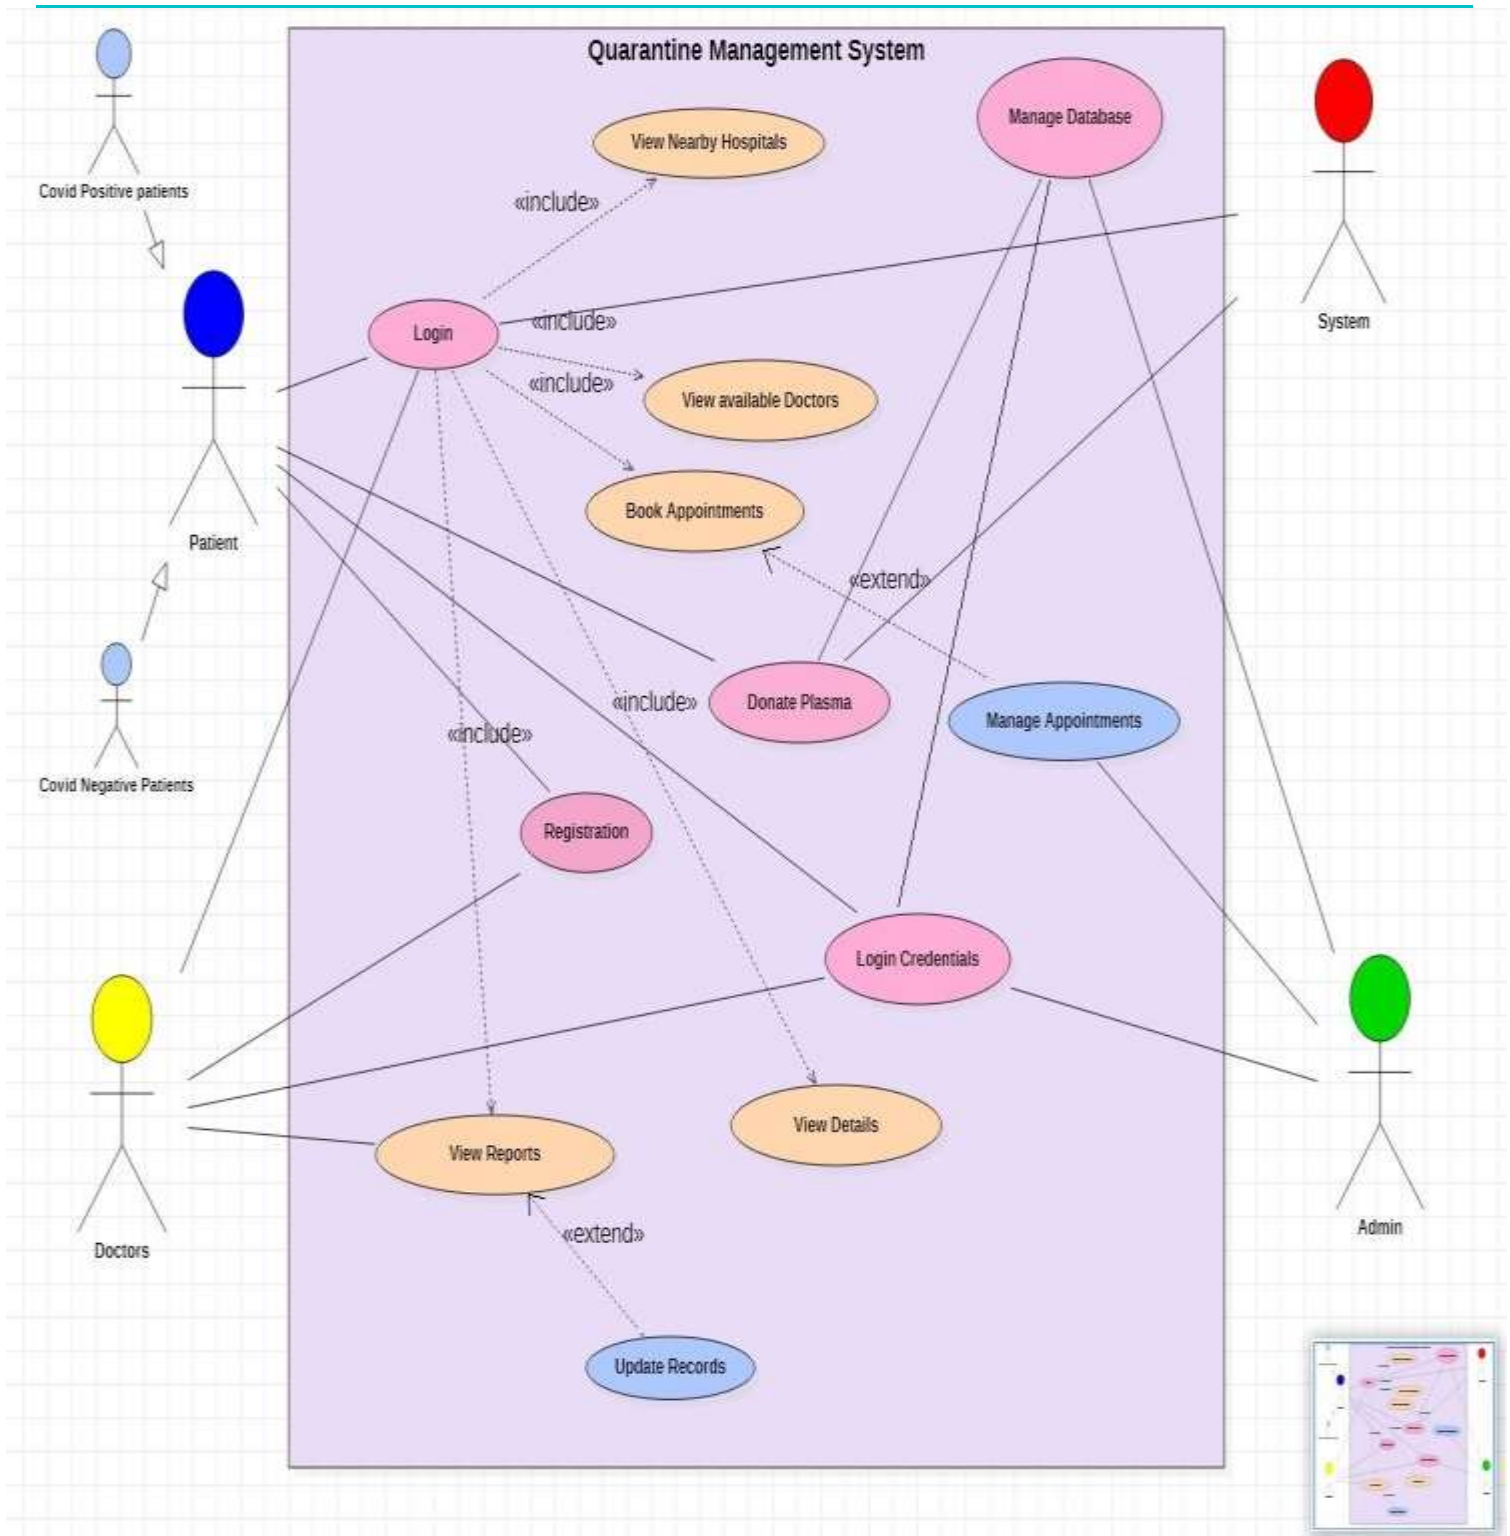 Quarantine Management System
Manage Database
View Nearby Hospitals
Covid Positive patients
«include»
System
«include»
Login
«include»
View available Doctors
Book Appointments
Patient
«extend»
«include»
Donate Plasma
Manage Appointments
«include»
Covid Negative Patients
Registration
Login Credentials
View Details
View Reports
Doctors
«extend»
Admin
Update Records